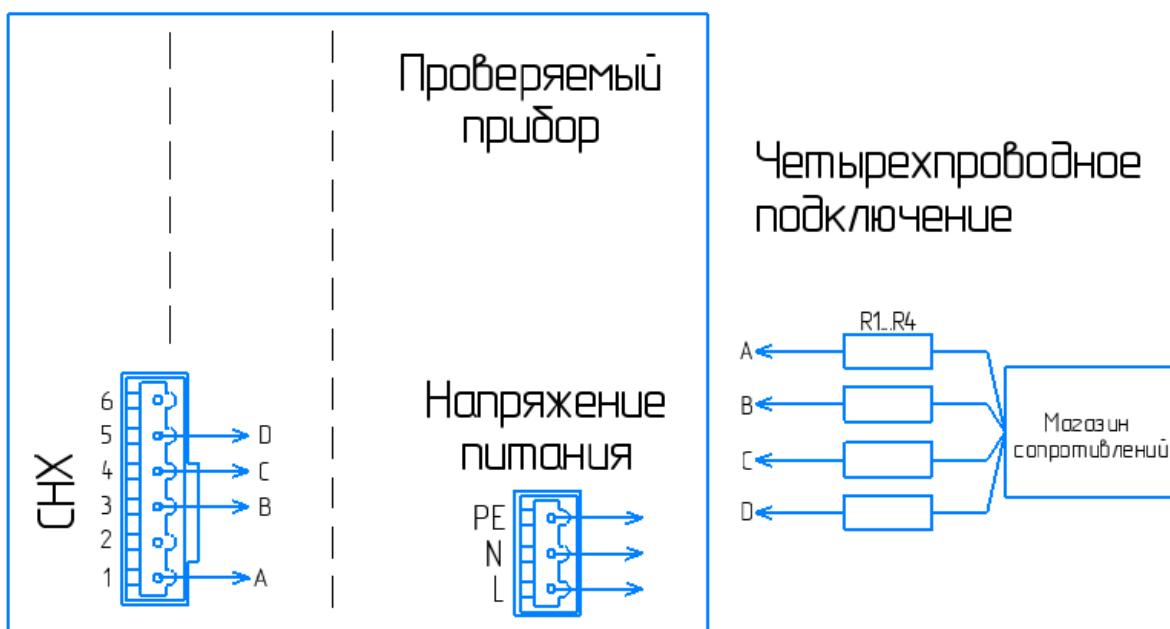 Проверяемый
прибор
Четырехпроводное
подключение
R1...R4
A
B
C
D
Магазин
сопротивлений
CHX
6
5 D
4 C
3 B
2
1 A
Напряжение
питания
PE
N
L